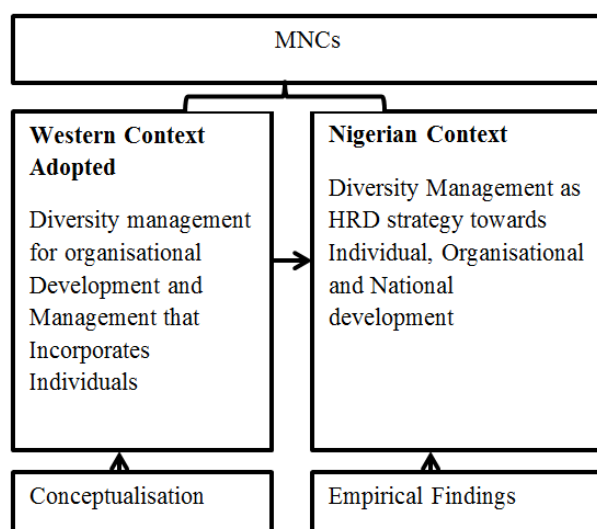 MNCs
Western Context
Adopted
Diversity management
for organisational
Development and
Management that
Incorporates
Individuals
Nigerian Context
Diversity Management as
HRD strategy towards
Individual, Organisational
and National
development
Conceptualisation
Empirical Findings